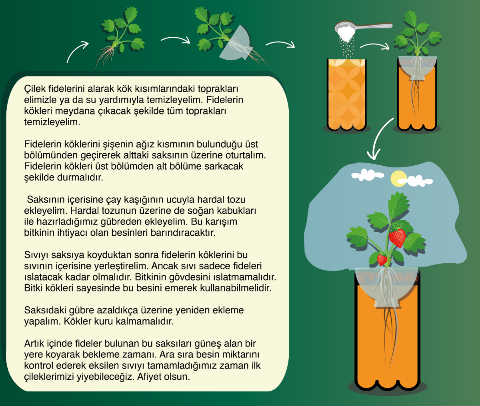 Çilek fidelerini alarak kök kısımlarındaki toprakları
elimizle ya da su yardımıyla temizleyelim. Fidelerin
kökleri meydana çıkacak şekilde tüm toprakları
temizleyelim.
Fidelerin köklerini şişenin ağız kısmının bulunduğu üst
bölümünden geçirerek alttaki saksının üzerine oturtalım.
Fidelerin kökleri üst bölümden alt bölüme sarkacak
şekilde durmalıdır.
Saksının içerisine çay kaşığının ucuyla hardal tozu
ekleyelim. Hardal tozunun üzerine de soğan kabukları
ile hazırladığımız gübreden ekleyelim. Bu karışım
bitkinin ihtiyacı olan besinleri barındıracaktır.
Sıvıyı saksıya koyduktan sonra fidelerin köklerini bu
sıvının içerisine yerleştirelim. Ancak sıvı sadece fideleri
ıslatacak kadar olmalıdır. Bitkinin gövdesini ıslatmamalıdır.
Bitki kökleri sayesinde bu besini emerek kullanabilmelidir.
Saksıdaki gübre azaldıkça üzerine yeniden ekleme
yapalım. Kökler kuru kalmamalıdır.
Artık içinde fideler bulunan bu saksıları güneş alan bir
yere koyarak bekleme zamanı. Ara sıra besin miktarını
kontrol ederek eksilen sıvıyı tamamladığımız zaman ilk
çileklerimizi yiyebileceğiz. Afiyet olsun.